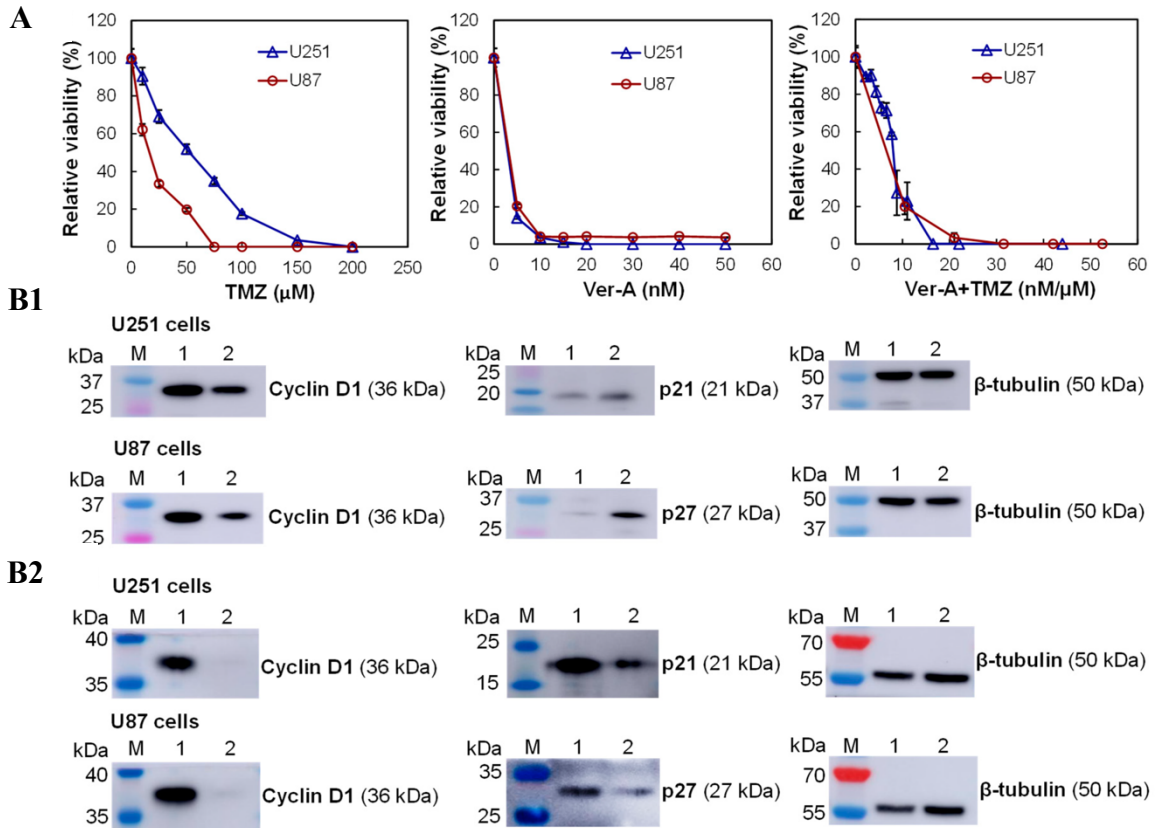 A
120
100
80
60
40
20
0
Relative viability (%)
U251
U87
0 50 100 150 200 250
TMZ (µM)
120
100
80
60
40
20
0
Relative viability (%)
U251
U87
0 10 20 30 40 50 60
Ver-A (nM)
120
100
80
60
40
20
0
Relative viability (%)
U251
U87
0 10 20 30 40 50 60
Ver-A+TMZ (nM/µM)
B1
U251 cells
kDa M 1 2
37
25
Cyclin D1 (36 kDa)
kDa M 1 2
25
20
p21 (21 kDa)
kDa M 1 2
50
37
β-tubulin (50 kDa)
U87 cells
kDa M 1 2
37
25
Cyclin D1 (36 kDa)
kDa M 1 2
37
25
p27 (27 kDa)
kDa M 1 2
50
37
β-tubulin (50 kDa)
B2
U251 cells
kDa M 1 2
40
35
Cyclin D1 (36 kDa)
kDa M 1 2
25
15
p21 (21 kDa)
kDa M 1 2
70
55
β-tubulin (50 kDa)
U87 cells
kDa M 1 2
40
35
Cyclin D1 (36 kDa)
kDa M 1 2
35
25
p27 (27 kDa)
kDa M 1 2
70
55
β-tubulin (50 kDa)